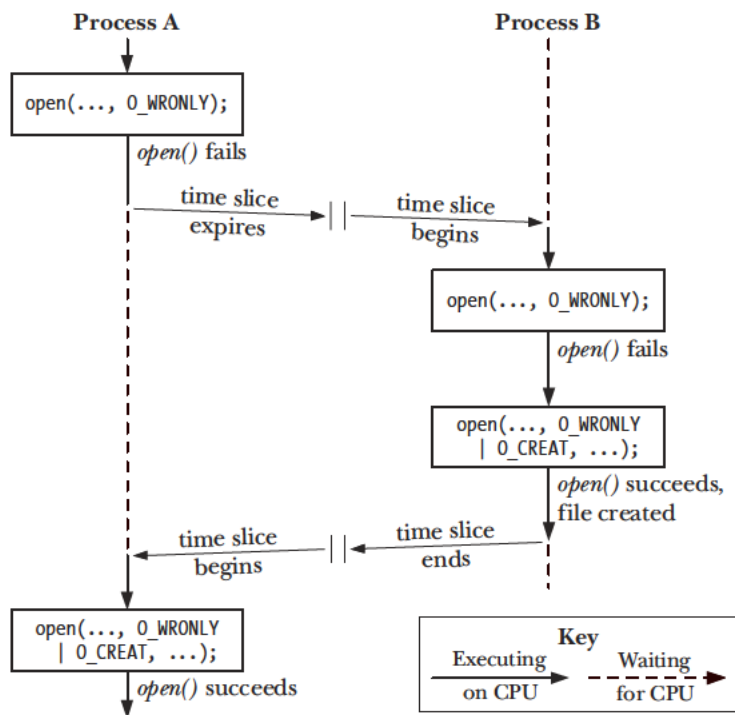 Process A
Process B
open(..., O_WRONLY);
open() fails
time slice
expires
time slice
begins
open(..., O_WRONLY);
open() fails
open(..., O_WRONLY
| O_CREAT, ...);
open() succeeds,
file created
time slice
begins
time slice
ends
open(..., O_WRONLY
| O_CREAT, ...);
open() succeeds
Key
Executing
on CPU
Waiting
for CPU